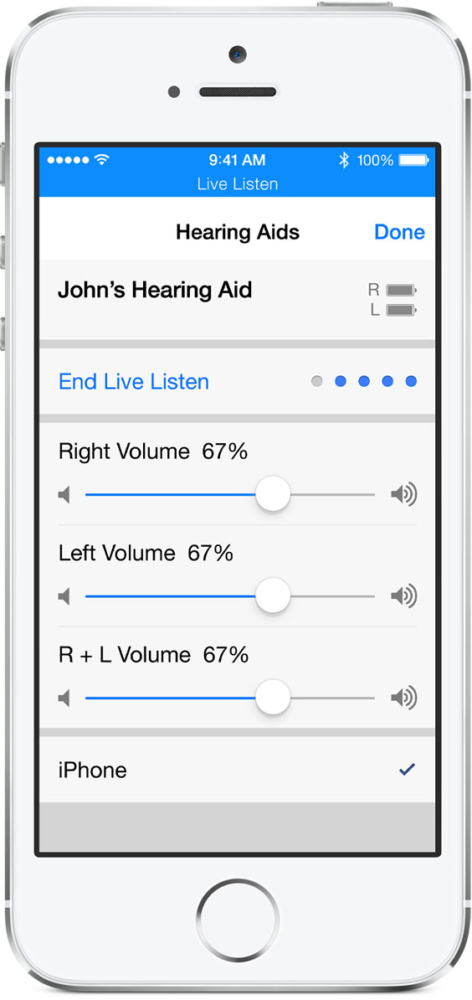 9:41 AM 100%
Live Listen
Hearing Aids Done
John’s Hearing Aid R
L
End Live Listen
Right Volume 67%
Left Volume 67%
R + L Volume 67%
iPhone